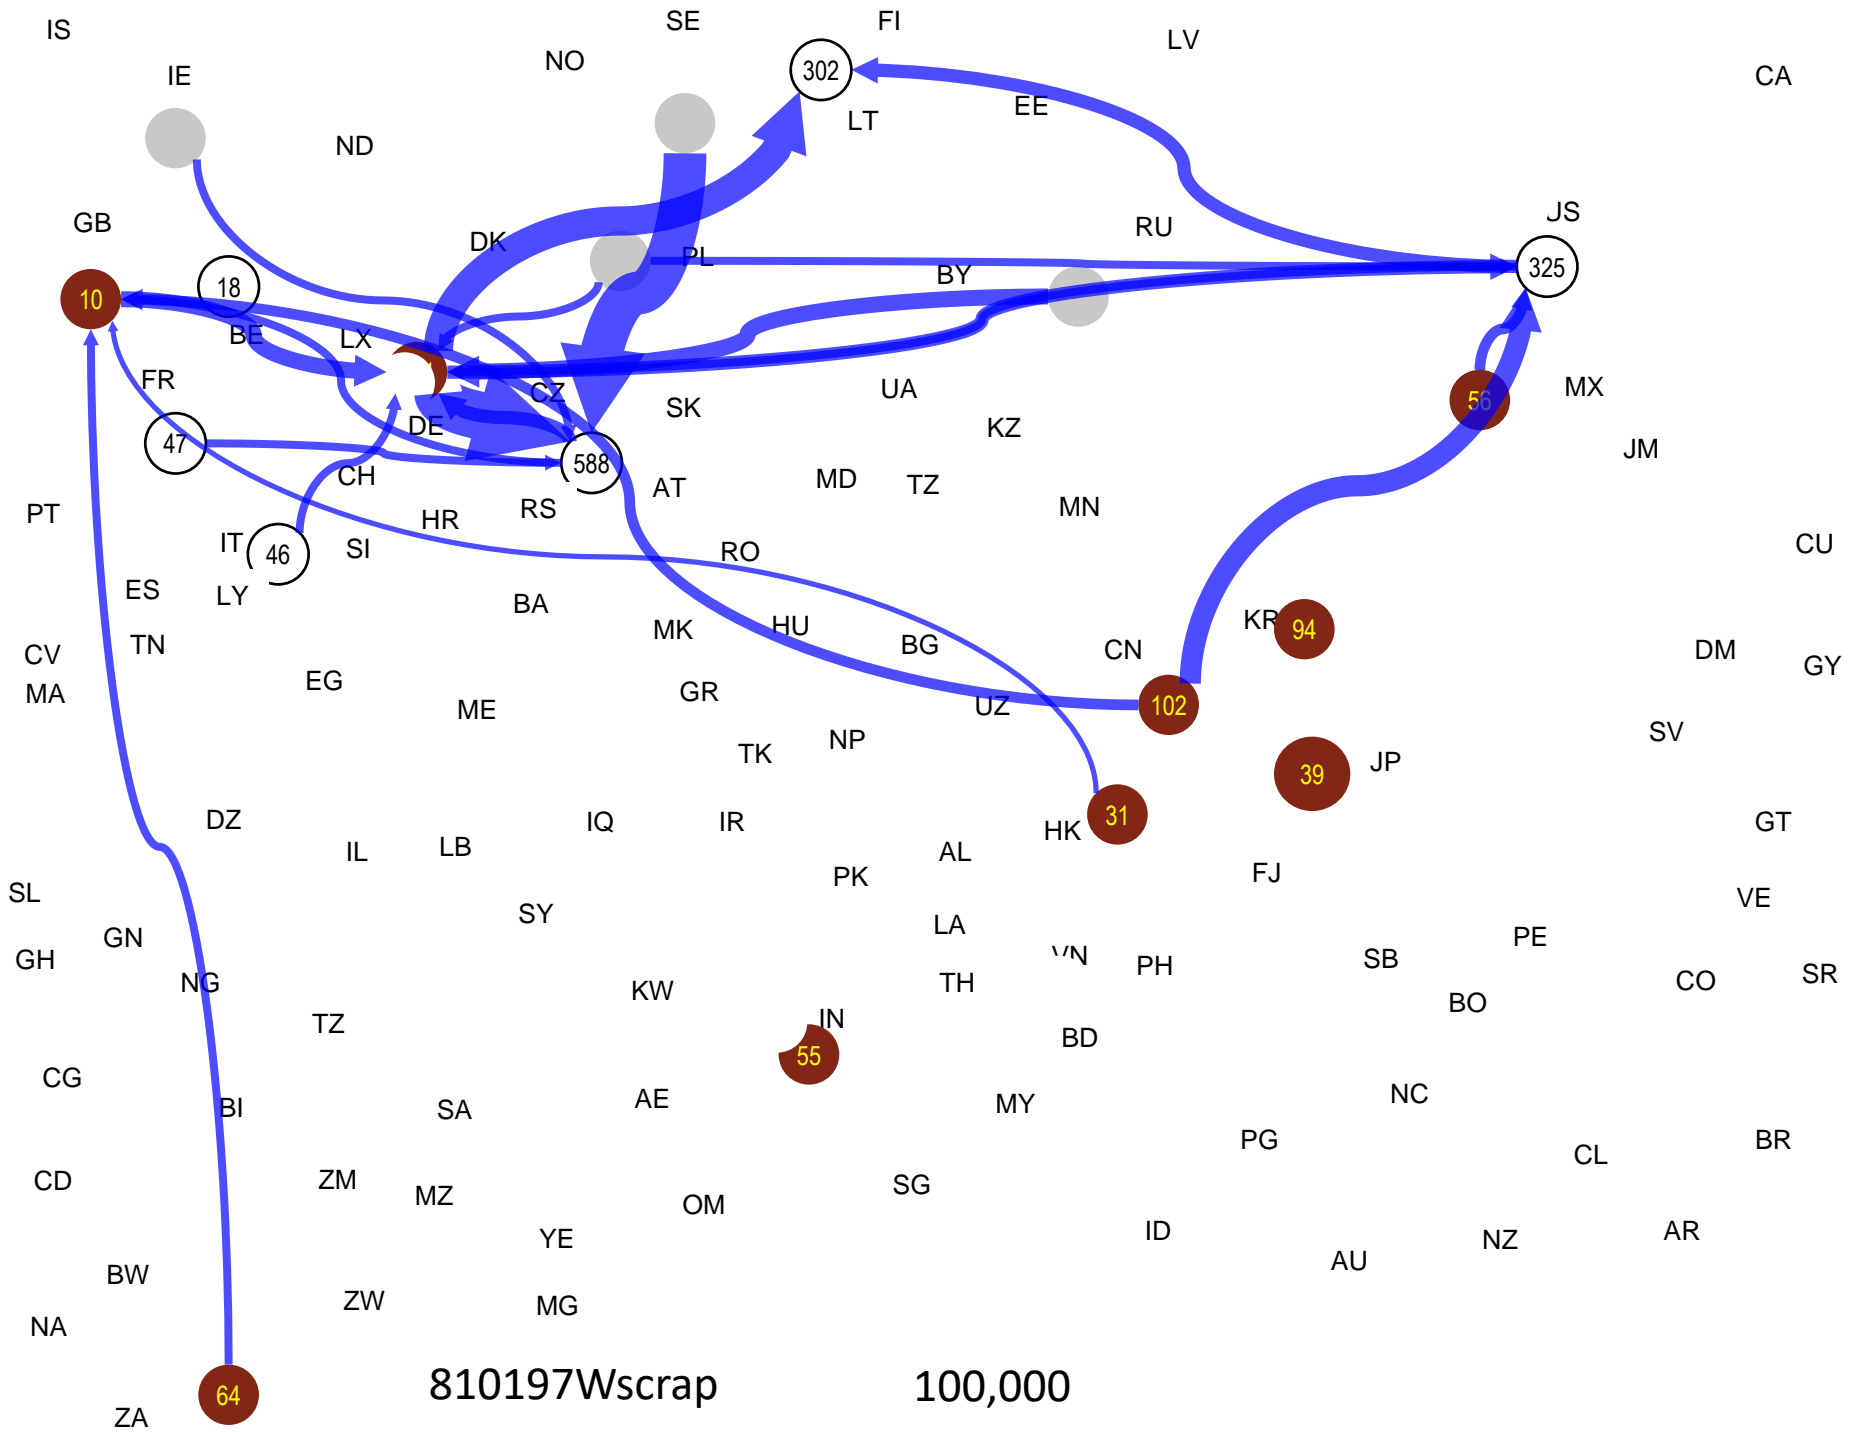 IS
SE
FI
LV
NO
IE
302
CA
EE
LT
ND
GB
JS
RU
DK
PL
BY
325
18
10
BE
LX
FR
CZ
UA
MX
56
SK
DE
KZ
47
JM
588
CH
AT
MD
TZ
RS
MN
PT
HR
IT
46
SI
RO
CU
ES
LY
BA
HU
KR
94
MK
TN
BG
CN
DM
CV
GY
EG
MA
GR
UZ
102
ME
SV
NP
TK
JP
39
31
DZ
IQ
IR
HK
GT
IL
LB
AL
PK
FJ
SL
VE
SY
LA
GN
PE
VN
GH
PH
SB
NG
TH
CO
SR
KW
BO
IN
TZ
BD
55
CG
NC
AE
MY
BI
SA
PG
BR
CL
CD
ZM
SG
MZ
OM
ID
AR
YE
NZ
AU
BW
ZW
MG
NA
64
810197Wscrap 100,000
ZA